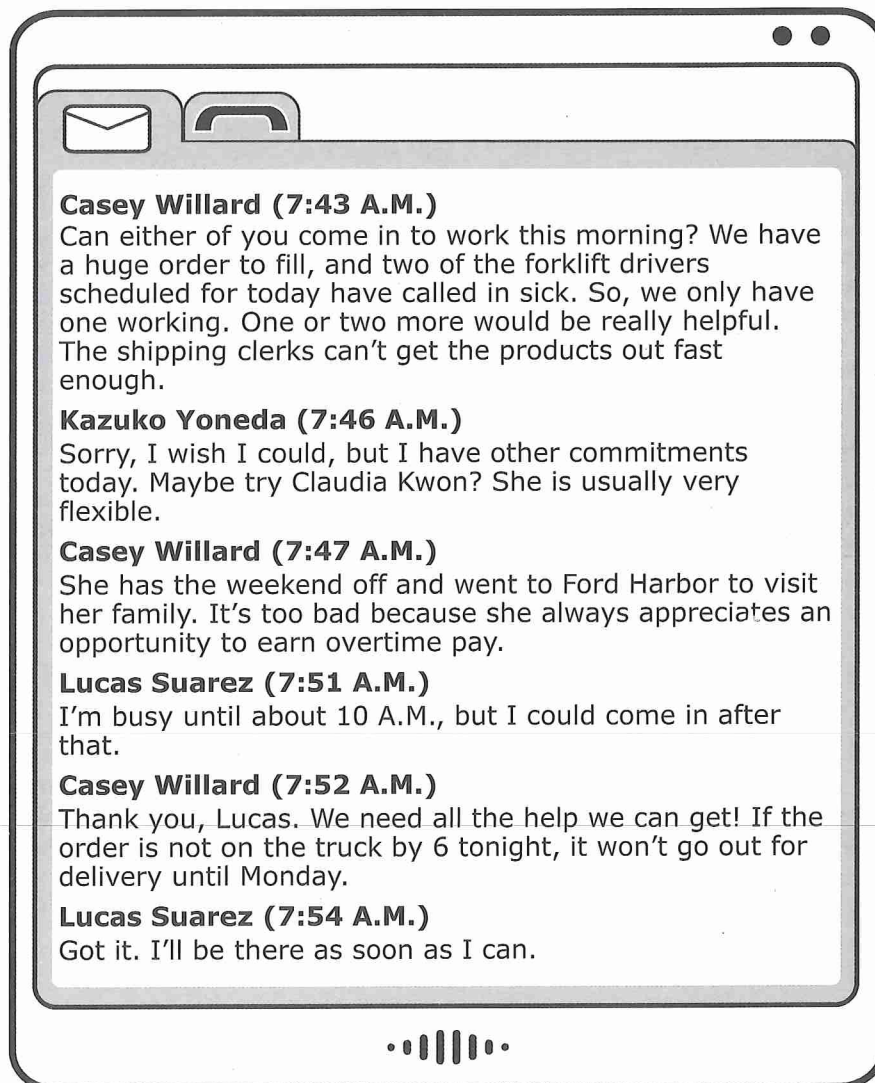 Casey Willard (7:43 A.M.)
Can either of you come in to work this morning? We have
a huge order to fill, and two of the forklift drivers
scheduled for today have called in sick. So, we only have
one working. One or two more would be really helpful.
The shipping clerks can't get the products out fast
enough.
Kazuko Yoneda (7:46 A.M.)
Sorry, I wish I could, but I have other commitments
today. Maybe try Claudia Kwon? She is usually very
flexible.
Casey Willard (7:47 A.M.)
She has the weekend off and went to Ford Harbor to visit
her family. It's too bad because she always appreciates an
opportunity to earn overtime pay.
Lucas Suarez (7:51 A.M.)
I'm busy until about 10 A.M., but I could come in after
that.
Casey Willard (7:52 A.M.)
Thank you, Lucas. We need all the help we can get! If the
order is not on the truck by 6 tonight, it won't go out for
delivery until Monday.
Lucas Suarez (7:54 A.M.)
Got it. I'll be there as soon as I can.